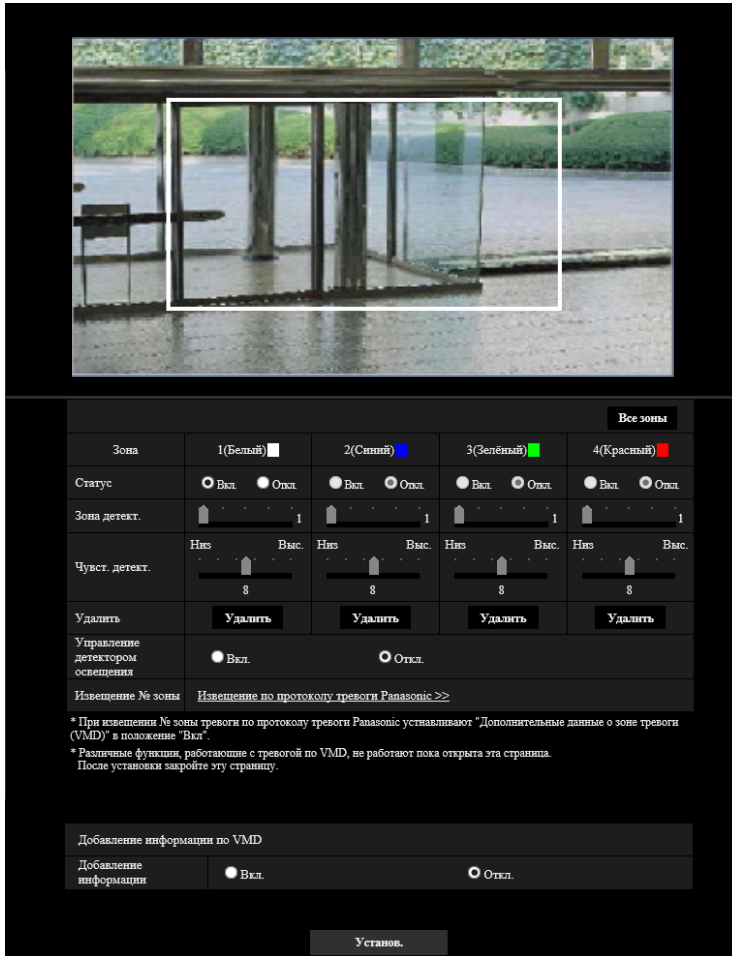 Все зоны
Зона 1(Белый) 2(Синий) 3(Зелёный) 4(Красный)
Статус Вкл. Откл. Вкл. Откл. Вкл. Откл. Вкл. Откл.
Зона детект. 1 1 1 1
Низ Выс. Низ Выс. Низ Выс. Низ Выс.
Чувст. детект.
8 8 8 8
Удалить Удалить Удалить Удалить Удалить
Управление
детектором
освещения
Вкл. Откл.
Извещение № зоны Извещение по протоколу тревоги Panasonic >>
* При извещении № зоны тревоги по протоколу тревоги Panasonic уставливают "Дополнительные данные о зоне тревоги
(VMD)" в положение "Вкл".
* Различные функции, работающие с тревогой по VMD, не работают пока открыта эта страница.
После установки закройте эту страницу.
Добавление информации по VMD
Добавление
информации
Вкл. Откл.
Установ.